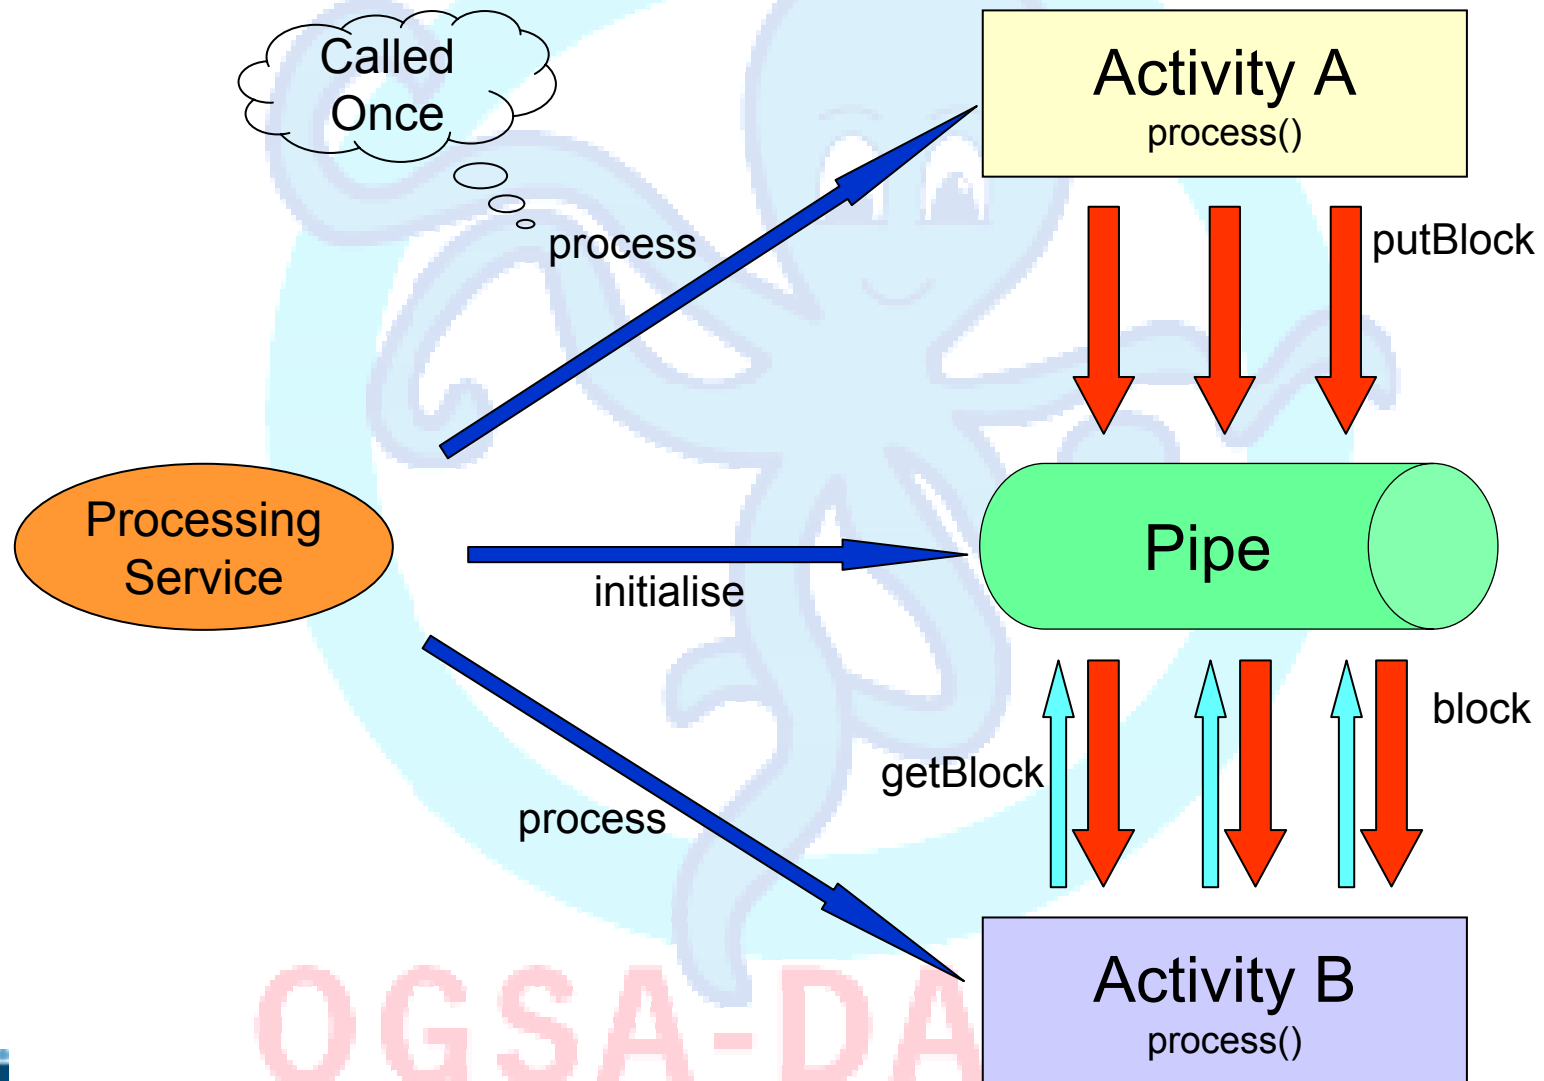 Called
Once
Activity A
process()
process
putBlock
Processing
Service
initialise
Pipe
getBlock
block
process
Activity B
process()
OGSA-DA